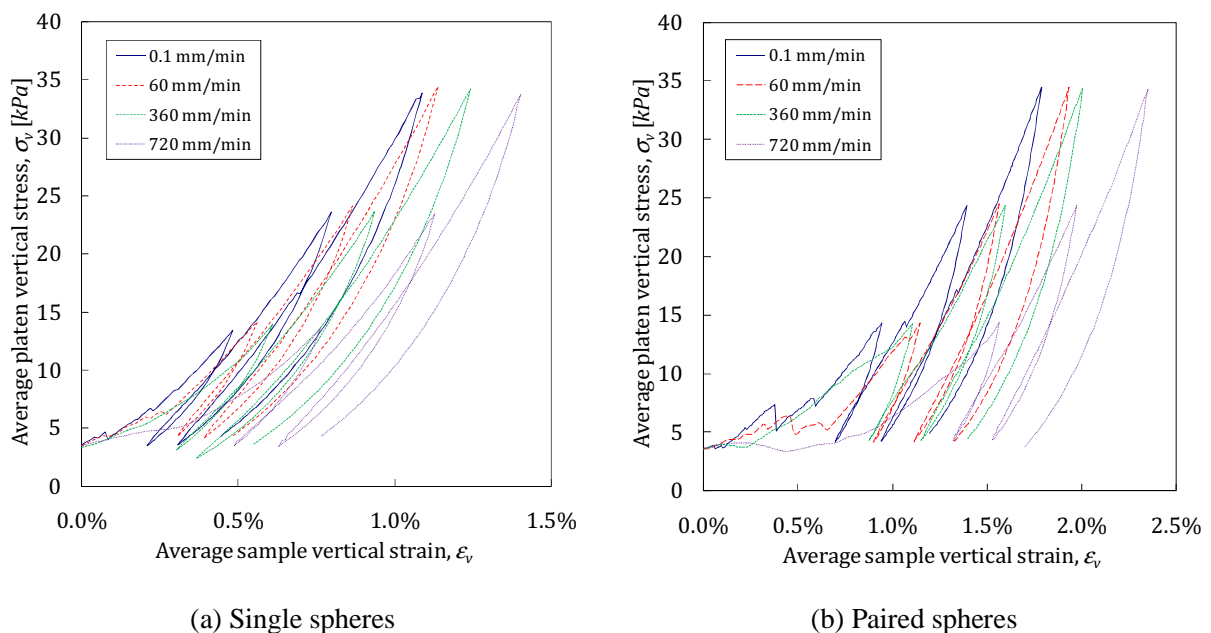 40
35
30
25
20
15
10
5
0
Average platen vertical stress, σv [kPa]
0.1 mm/min
60 mm/min
360 mm/min
720 mm/min
0.0% 0.5% 1.0% 1.5%
Average sample vertical strain, εv
(a) Single spheres
40
35
30
25
20
15
10
5
0
Average platen vertical stress, σv [kPa]
0.1 mm/min
60 mm/min
360 mm/min
720 mm/min
0.0% 0.5% 1.0% 1.5% 2.0% 2.5%
Average sample vertical strain, εv
(b) Paired spheres